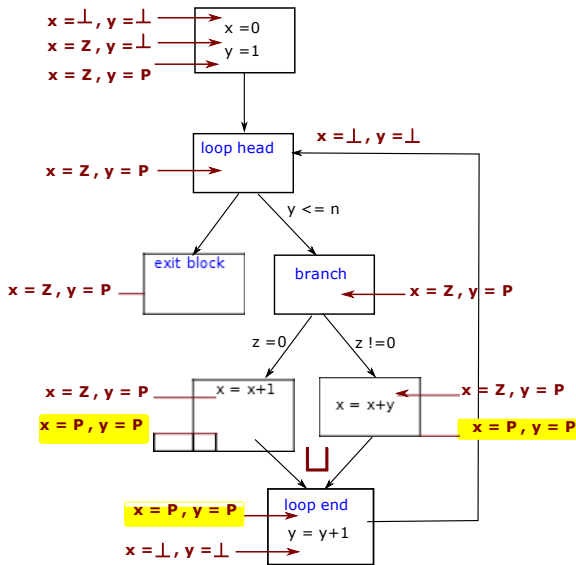 x = ⊥ , y = ⊥
x = 0
x = Z , y = ⊥
y = 1
x = Z , y = P
x = ⊥ , y = ⊥
loop head
x = Z , y = P
y <= n
exit block
branch
x = Z , y = P
x = Z , y = P
z =0
z !=0
x = Z , y = P
x = x+1
x = Z , y = P
x = x+y
x = P , y = P
x = P , y = P
⊔
loop end
x = P , y = P
y = y+1
x = ⊥ , y = ⊥